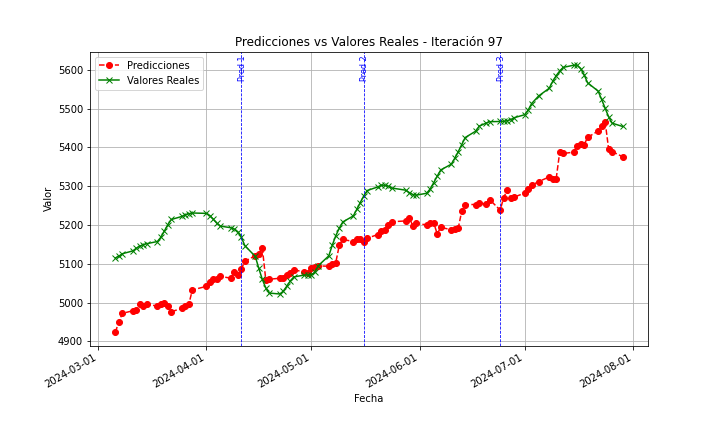 Predicciones vs Valores Reales - Iteración 97
Predicciones
Valores Reales
Pred 1
Pred 2
Pred 3
Valor
5600
5500
5400
5300
5200
5100
5000
4900
2024-03-01
2024-04-01
2024-05-01
2024-06-01
2024-07-01
2024-08-01
Fecha